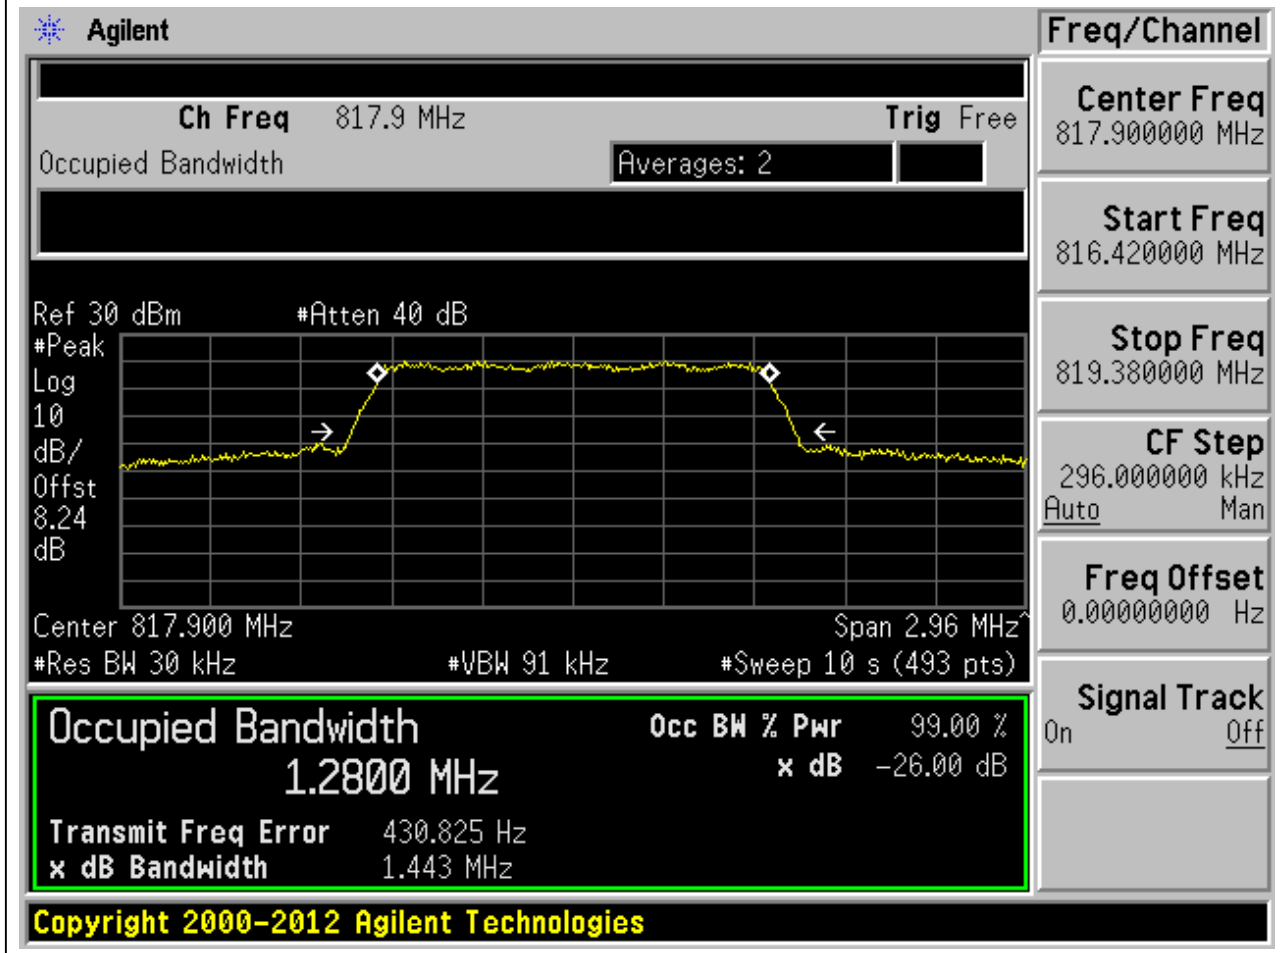 Agilent
Freq/Channel
Ch Freq 817.9 MHz Trig Free
Occupied Bandwidth Averages: 2
Center Freq
817.900000 MHz
Start Freq
816.420000 MHz
Stop Freq
819.380000 MHz
CF Step
296.000000 kHz
Auto Man
Freq Offset
0.00000000 Hz
Signal Track
On Off
Ref 30 dBm #Atten 40 dB
#Peak
Log
10
dB/
Offst
8.24
dB
Center 817.900 MHz Span 2.96 MHz^
#Res BW 30 kHz #VBW 91 kHz #Sweep 10 s (493 pts)
Occupied Bandwidth Occ BW % Pwr 99.00 %
1.2800 MHz x dB -26.00 dB
Transmit Freq Error 430.825 Hz
x dB Bandwidth 1.443 MHz
Copyright 2000-2012 Agilent Technologies